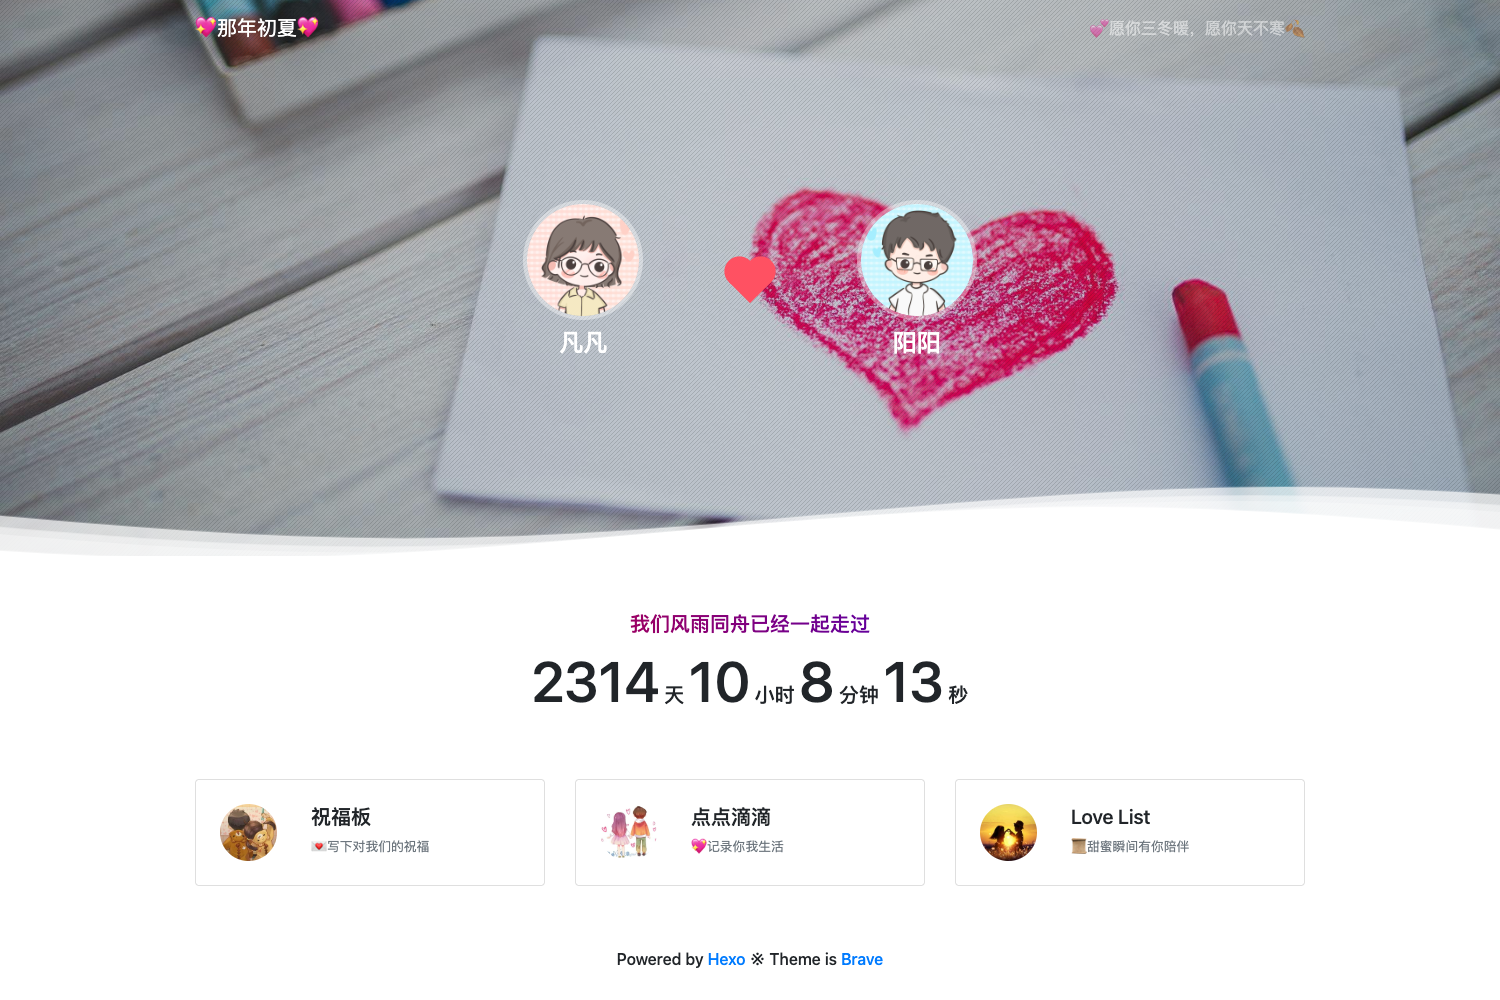 💖那年初夏💖
💕愿你三冬暖，愿你天不寒🍂
凡凡
阳阳
我们风雨同舟已经一起走过
2314 天 10 小时 8 分钟 13 秒
祝福板
💌写下对我们的祝福
点点滴滴
💖记录你我生活
Love List
📜甜蜜瞬间有你陪伴
Powered by Hexo ※ Theme is Brave